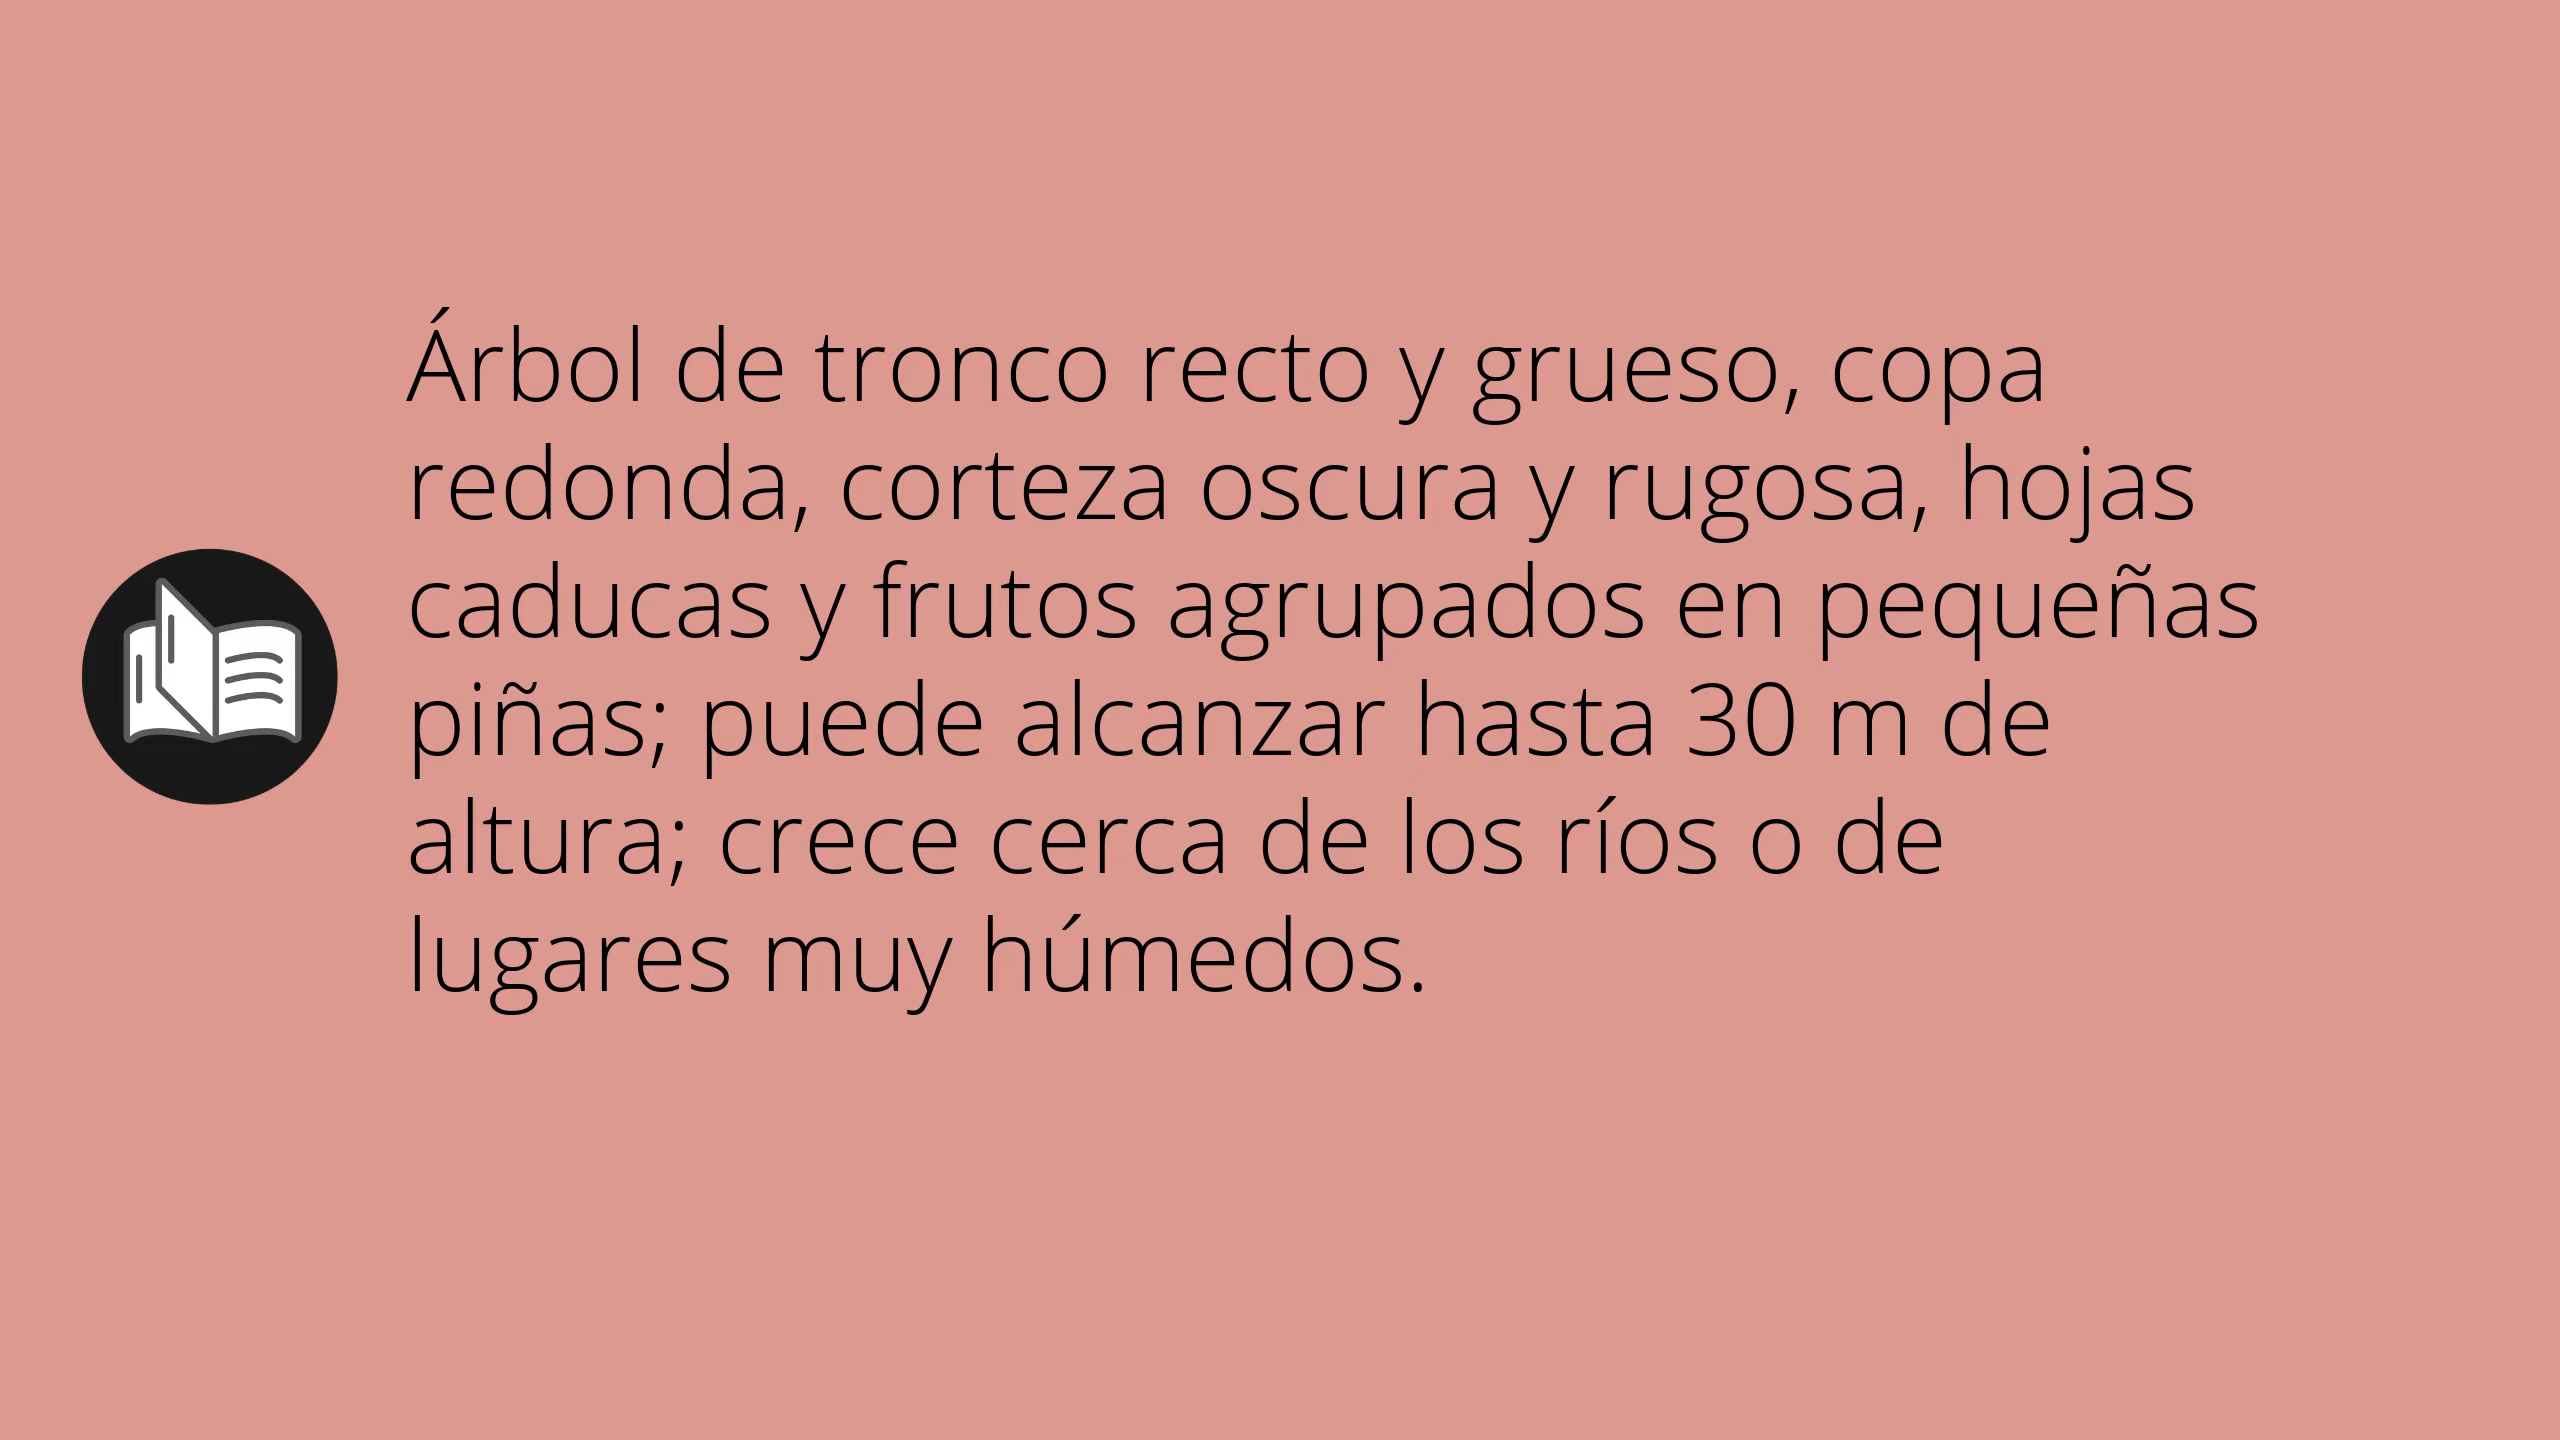 Árbol de tronco recto y grueso, copa
redonda, corteza oscura y rugosa, hojas
caducas y frutos agrupados en pequeñas
piñas; puede alcanzar hasta 30 m de
altura; crece cerca de los ríos o de
lugares muy húmedos.